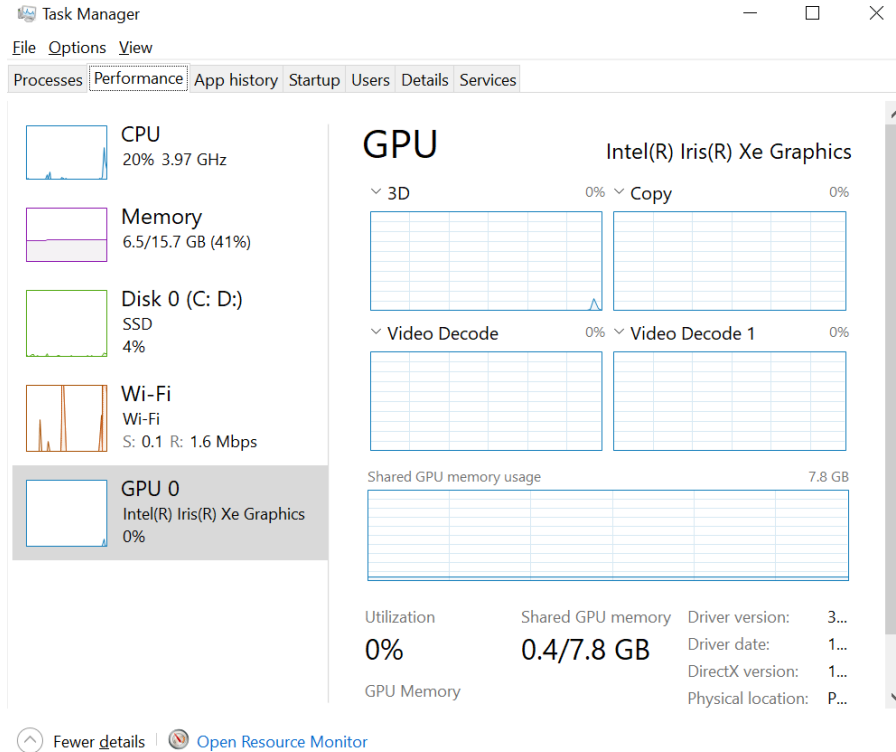 Task Manager
File Options View
Processes Performance App history Startup Users Details Services
CPU
20% 3.97 GHz
Memory
6.5/15.7 GB (41%)
Disk 0 (C: D:)
SSD
4%
Wi-Fi
Wi-Fi
S: 0.1 R: 1.6 Mbps
GPU 0
Intel(R) Iris(R) Xe Graphics
0%
GPU Intel(R) Iris(R) Xe Graphics
3D 0% Copy 0%
Video Decode 0% Video Decode 1 0%
Shared GPU memory usage 7.8 GB
Utilization
0%
GPU Memory
Shared GPU memory
0.4/7.8 GB
Driver version: 3...
Driver date: 1...
DirectX version: 1...
Physical location: P...
Fewer details Open Resource Monitor